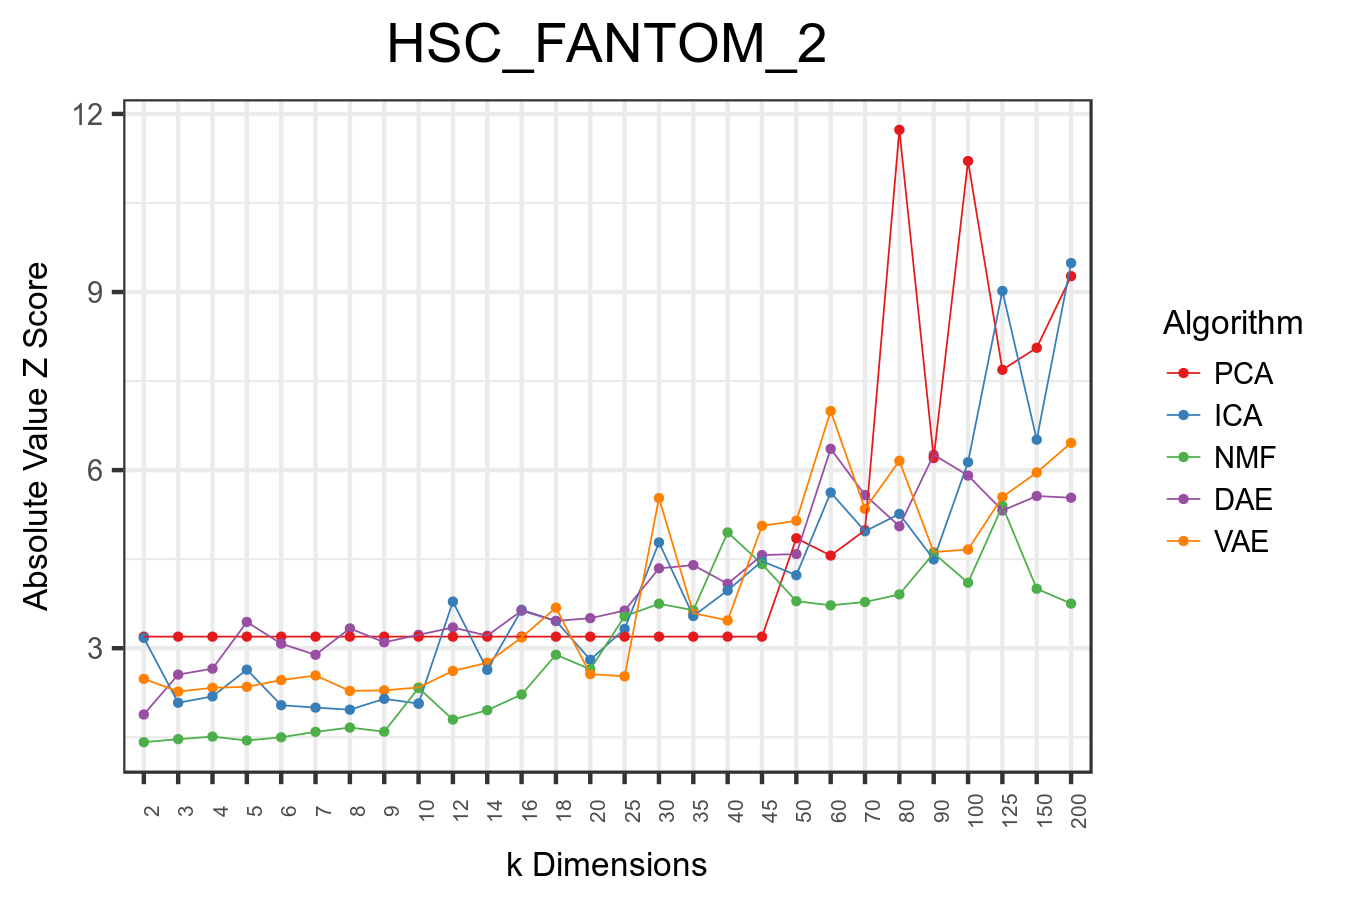 HSC_FANTOM_2
Absolute Value Z Score
12
9
6
3
2 3 4 5 6 7 8 9 10 12 14 16 18 20 25 30 35 40 45 50 60 70 80 90 100 125 150 200
k Dimensions
Algorithm
PCA
ICA
NMF
DAE
VAE